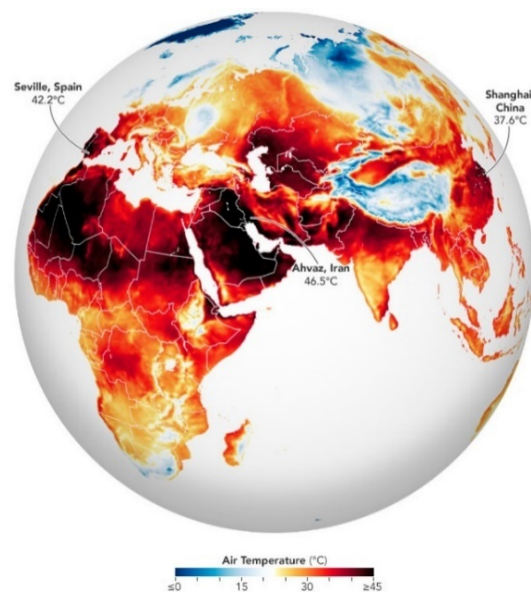 Seville, Spain
42.2°C
Shanghai
China
37.6°C
Ahvaz, Iran
46.5°C
Air Temperature (°C)
≤0 15 30 ≥45